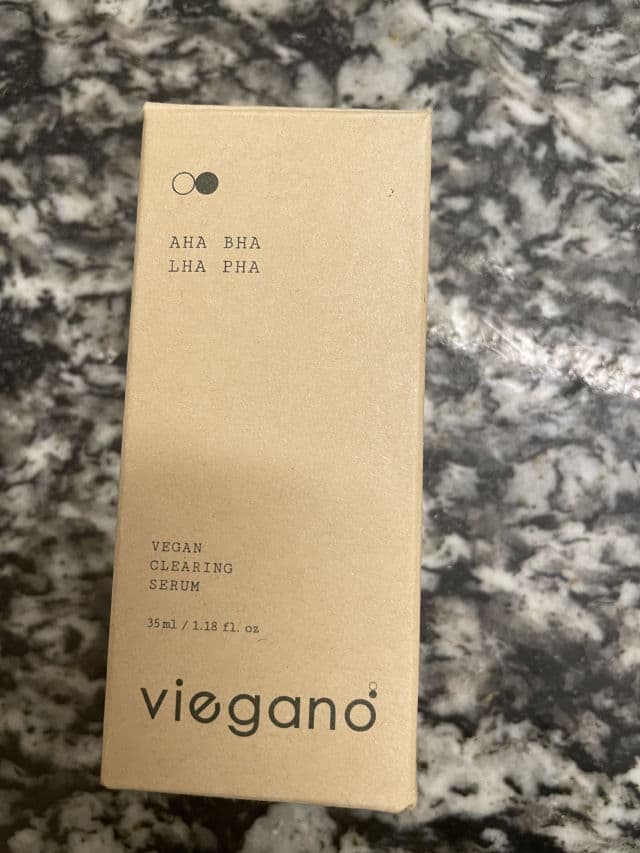 AHA BHA
LHA PHA
VEGAN
CLEARING
SERUM
35ml / 1.18 fl. oz
viegano